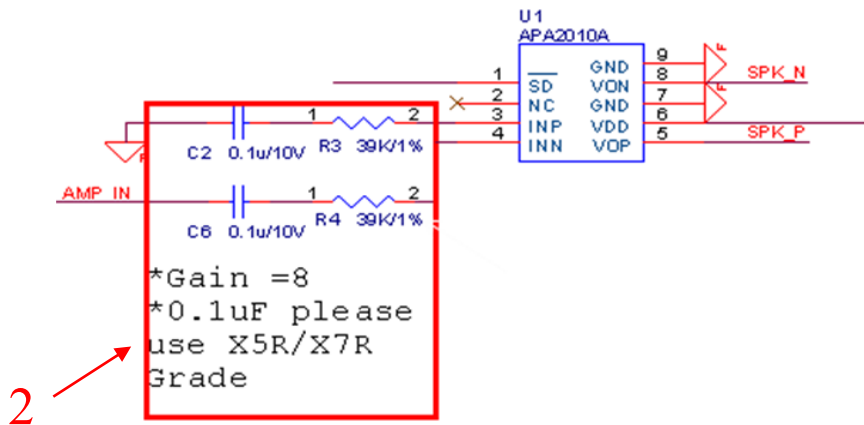 U1
APA2010A
1 SD GND 9
2 NC VON 8 SPK_N
3 INP GND 7
4 INN VDD 6
VOP 5 SPK_P
1 2
C2 0.1u/10V R3 39K/1%
AMP_IN 1 2
C6 0.1u/10V R4 39K/1%
*Gain =8
*0.1uF please
use X5R/X7R
Grade
2
F
F
F